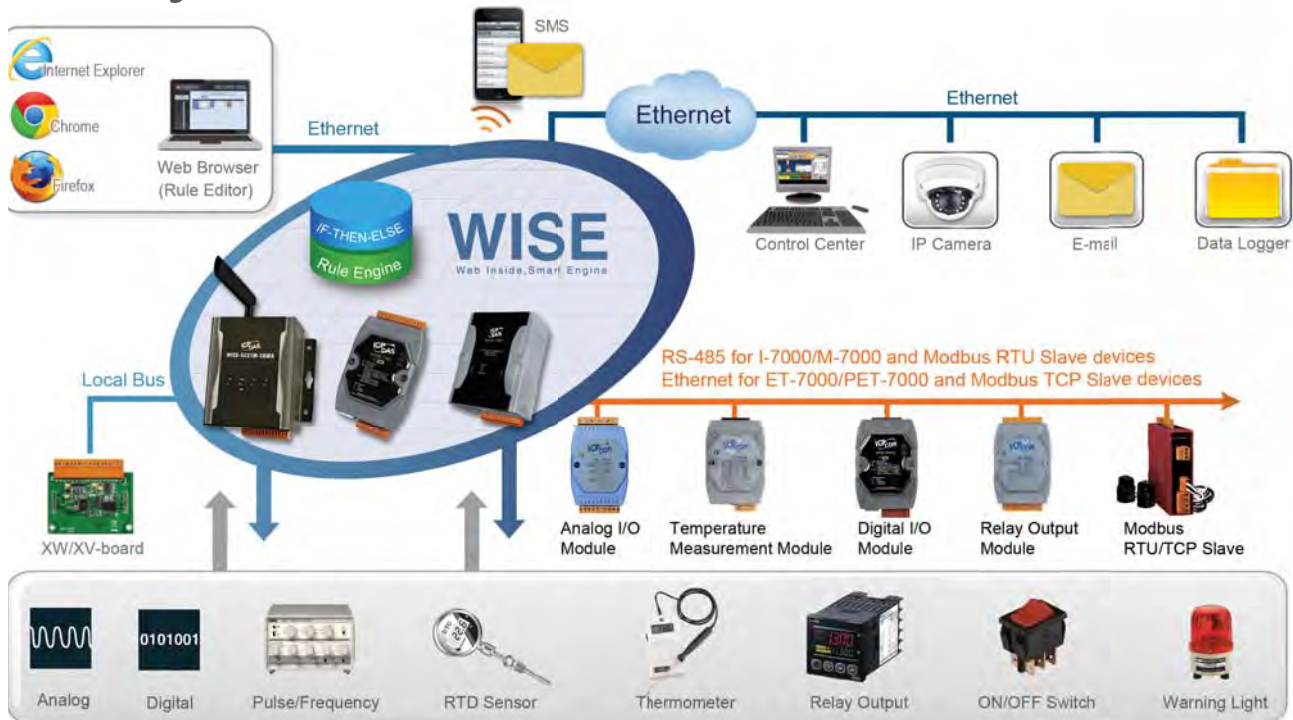 SMS
Internet Explorer
Chrome
Firefox
Web Browser
(Rule Editor)
Ethernet
Ethernet
Ethernet
Control Center
IP Camera
E-mail
Data Logger
IF-THEN-ELSE
Rule Engine
WISE
Web Inside,Smart Engine
Local Bus
XW/XV-board
RS-485 for I-7000/M-7000 and Modbus RTU Slave devices
Ethernet for ET-7000/PET-7000 and Modbus TCP Slave devices
Analog I/O
Module
Temperature
Measurement Module
Digital I/O
Module
Relay Output
Module
Modbus
RTU/TCP Slave
0101001
Analog
Digital
Pulse/Frequency
RTD Sensor
Thermometer
Relay Output
ON/OFF Switch
Warning Light